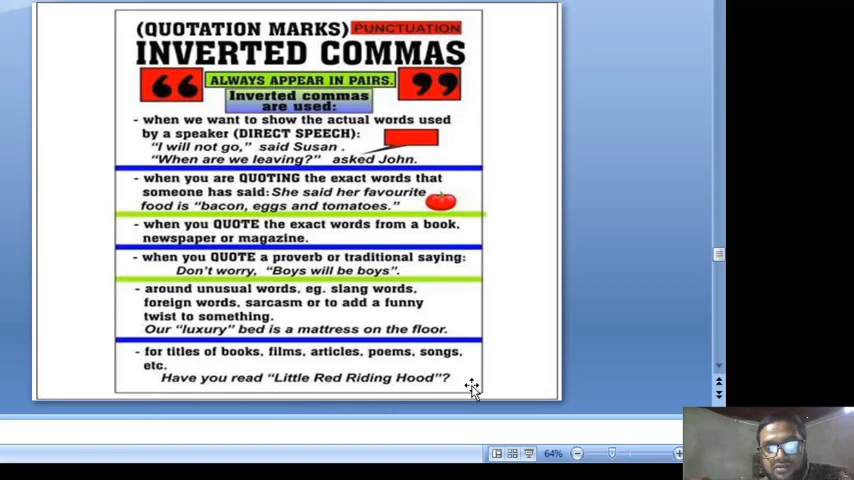 (QUOTATION MARKS) PUNCTUATION
INVERTED COMMAS
ALWAYS APPEAR IN PAIRS.
Inverted commas
are used:
- when we want to show the actual words used
by a speaker (DIRECT SPEECH):
"I will not go," said Susan .
"When are we leaving?" asked John.
- when you are QUOTING the exact words that
someone has said: She said her favourite
food is "bacon, eggs and tomatoes."
- when you QUOTE the exact words from a book,
newspaper or magazine.
- when you QUOTE a proverb or traditional saying:
Don't worry, "Boys will be boys".
- around unusual words, eg. slang words,
foreign words, sarcasm or to add a funny
twist to something.
Our "luxury" bed is a mattress on the floor.
- for titles of books, films, articles, poems, songs,
etc.
Have you read "Little Red Riding Hood"?
64%